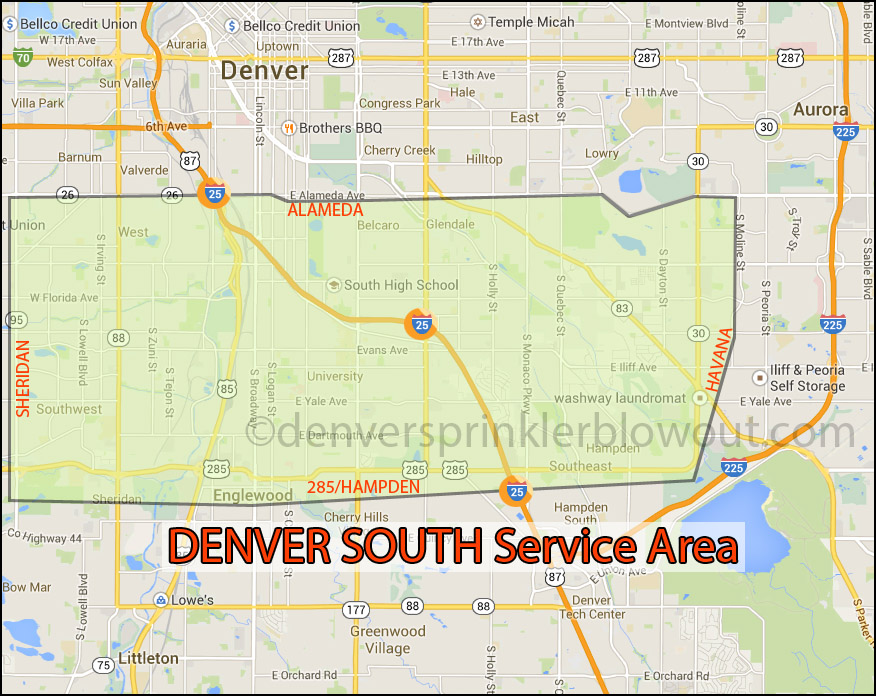 Bellco Credit Union
Bellco Credit Union
Temple Micah
E Montview Blvd
W 17th Ave
Auraria
Uptown
E 17th Ave
70
West Colfax
287
287
287
Denver
Sun Valley
E 13th Ave
Hale
Quebec St
E 11th Ave
Villa Park
Lincoln St
Congress Park
East
Aurora
6th Ave
Brothers BBQ
30
225
Barnum
87
Cherry Creek
Hilltop
Lowry
30
Valverde
26
26
25
E Alameda Ave
ALAMEDA
t Union
West
Belcaro
Glendale
S Moline St
S Troy St
S Sable Blvd
S Irving St
South High School
S Holly St
S Quebec St
S Dayton St
S Peoria St
W Florida Ave
95
88
25
83
30
225
S Lowell Blvd
S Zuni St
Evans Ave
S Monaco Pkwy
SHERIDAN
S Tejon St
85
S Broadway
S Logan St
University
E Iliff Ave
HAVANA
Iliff & Peoria
Self Storage
Southwest
E Yale Ave
washway laundromat
E Yale Ave
©denversprinklerblowout.com
E Dartmouth Ave
Hampden
285
285
285
Southeast
225
Sheridan
Englewood
285/HAMPDEN
25
Cherry Hills
Hampden
South
Highway 44
DENVER SOUTH Service Area
E Union Ave
87
Bow Mar
S Lowell Blvd
Lowe's
177
88
88
Denver
Tech Center
Greenwood
Village
S Parker
75
Littleton
S Holly St
E Orchard Rd
E Orchard Rd